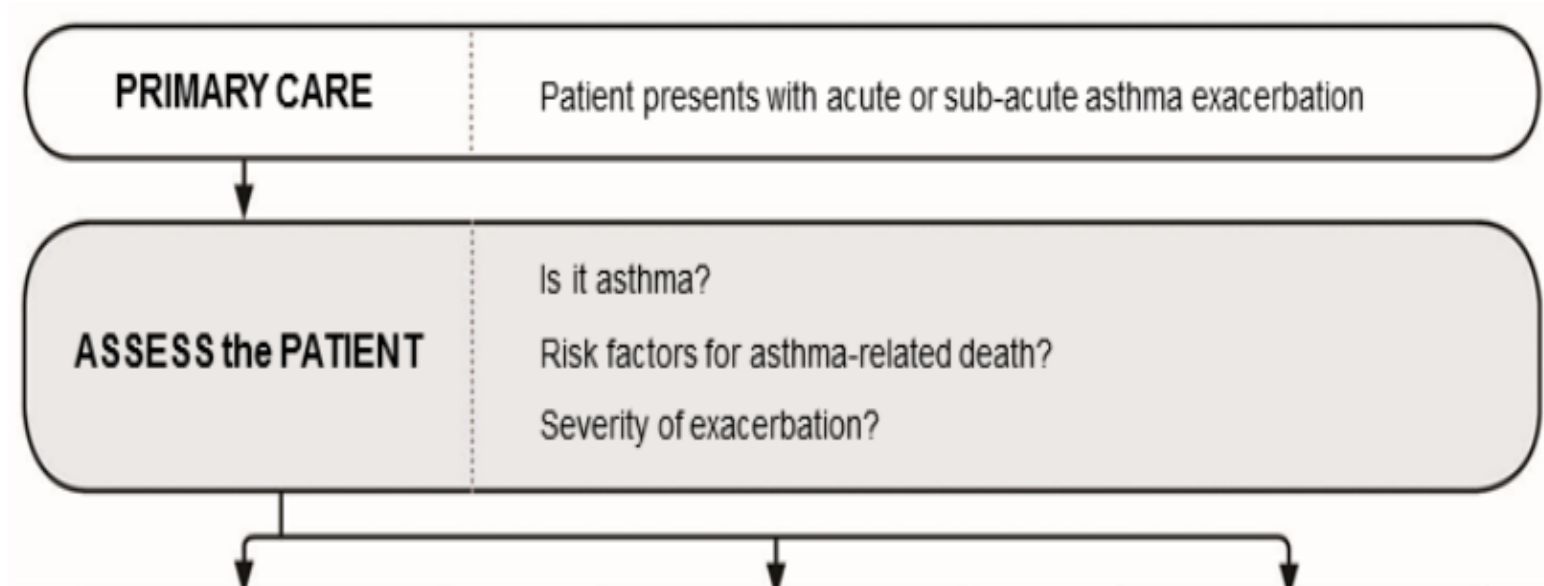 PRIMARY CARE
Patient presents with acute or sub-acute asthma exacerbation
ASSESS the PATIENT
Is it asthma?
Risk factors for asthma-related death?
Severity of exacerbation?